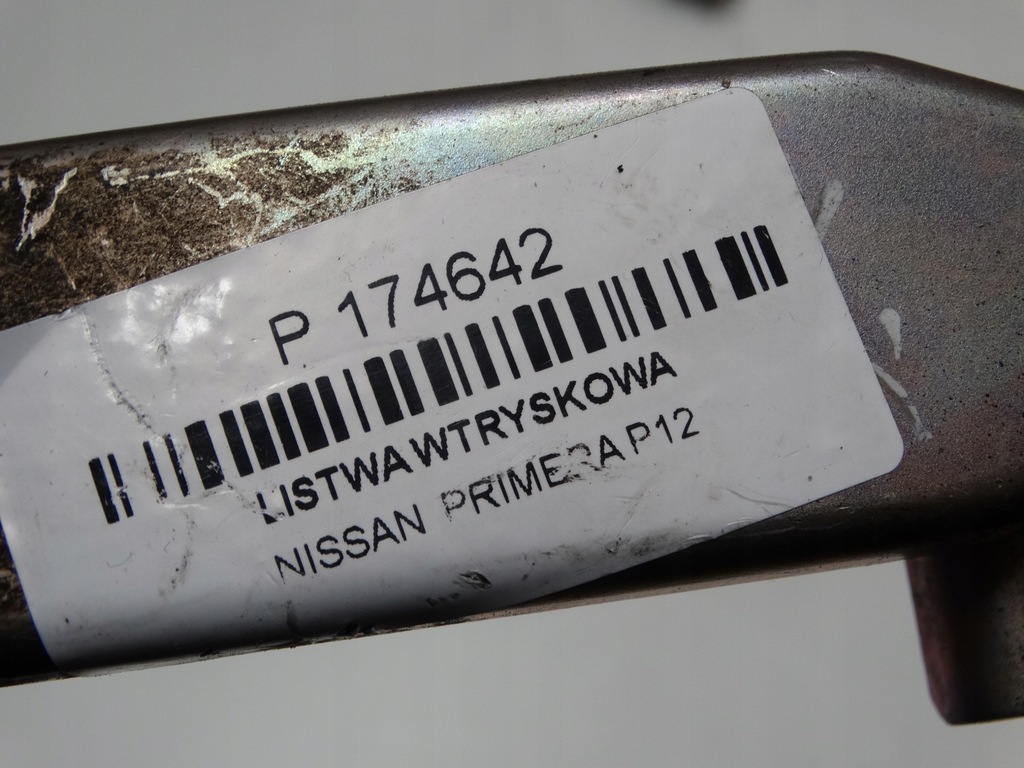 P 174642
LISTWA WTRYSKOWA
NISSAN PRIMERA P12